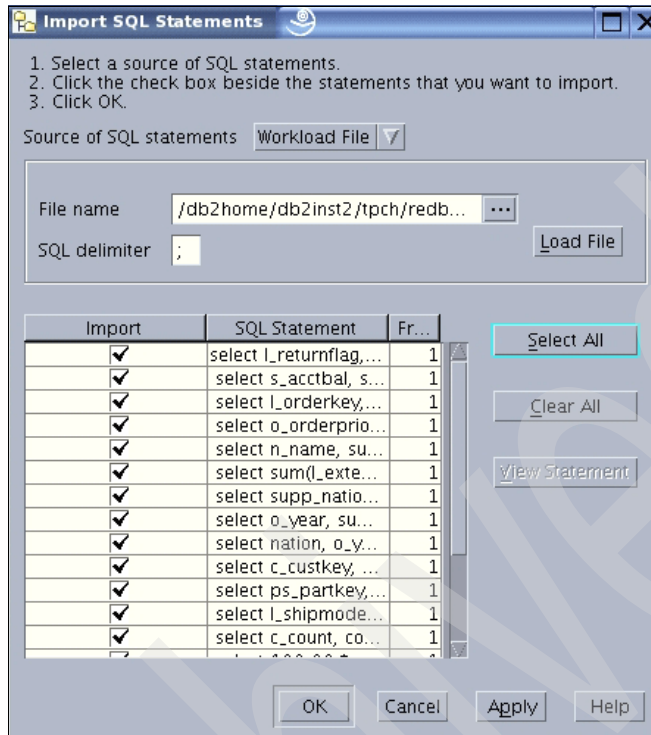 Import SQL Statements
1. Select a source of SQL statements.
2. Click the check box beside the statements that you want to import.
3. Click OK.
Source of SQL statements Workload File
File name /db2home/db2inst2/tpch/redb... ...
SQL delimiter ; Load File
Import SQL Statement Fr...
select l_returnflag,... 1
select s_acctbal, s... 1
select l_orderkey,... 1
select o_orderprio... 1
select n_name, su... 1
select sum(l_exte... 1
select supp_natio... 1
select o_year, su... 1
select nation, o_y... 1
select c_custkey, ... 1
select ps_partkey,... 1
select l_shipmode... 1
select c_count, co... 1
Select All
Clear All
View Statement
OK Cancel Apply Help